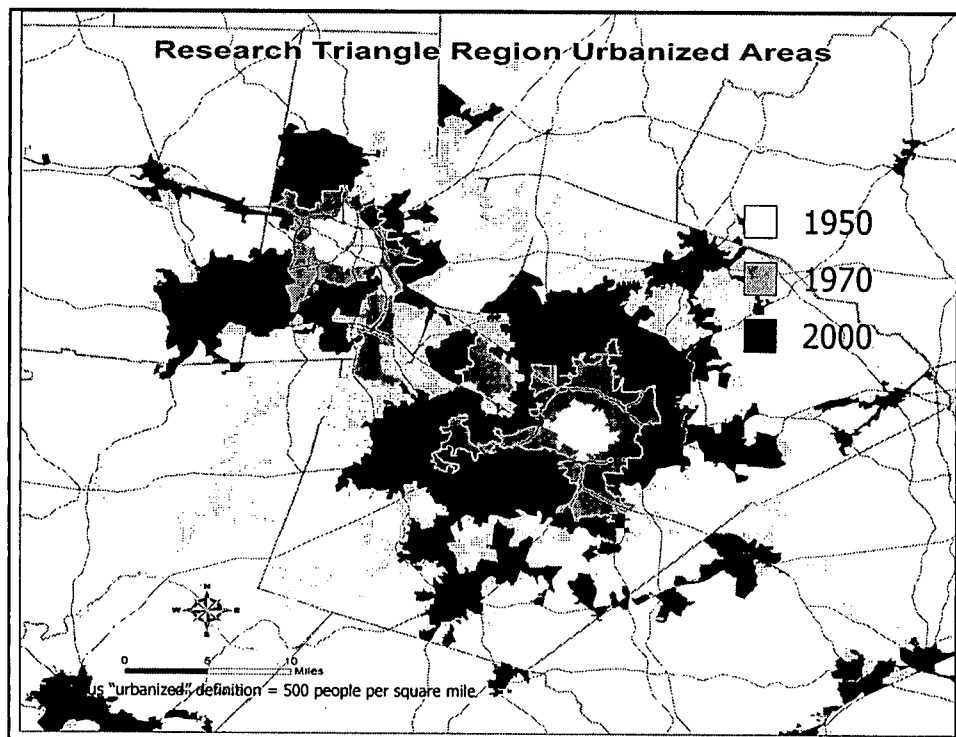 Research Triangle Region Urbanized Areas
1950
1970
2000
N
W E
S
0 5 10
Miles
us "urbanized" definition = 500 people per square mile